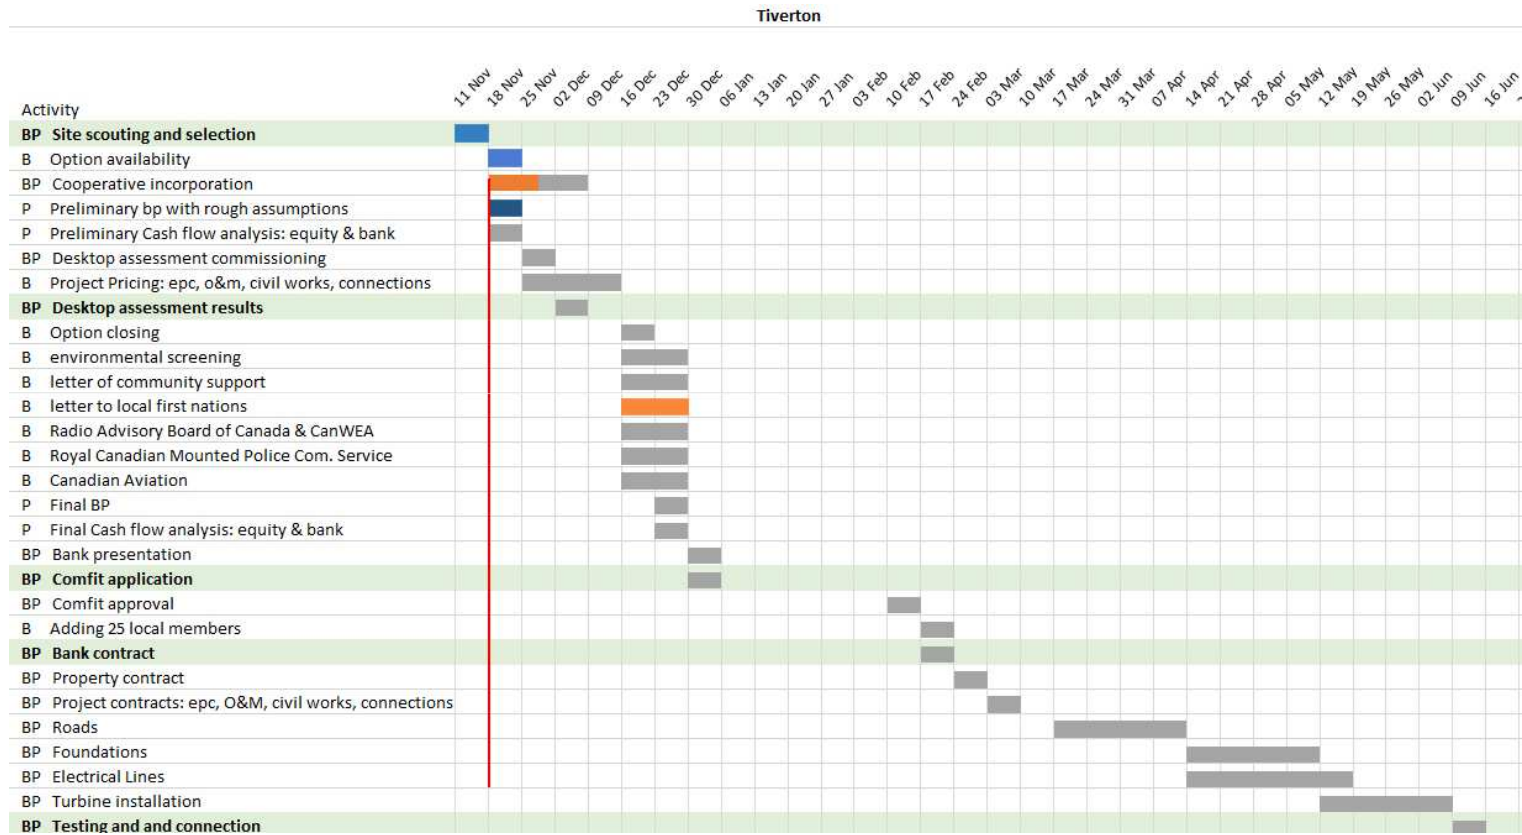 Tiverton
11 Nov 18 Nov 25 Nov 02 Dec 09 Dec 16 Dec 23 Dec 30 Dec 06 Jan 13 Jan 20 Jan 27 Jan 03 Feb 10 Feb 17 Feb 24 Feb 03 Mar 10 Mar 17 Mar 24 Mar 31 Mar 07 Apr 14 Apr 21 Apr 28 Apr 05 May 12 May 19 May 26 May 02 Jun 09 Jun 16 Jun
Activity
BP Site scouting and selection
B Option availability
BP Cooperative incorporation
P Preliminary bp with rough assumptions
P Preliminary Cash flow analysis: equity & bank
BP Desktop assessment commissioning
B Project Pricing: epc, o&m, civil works, connections
BP Desktop assessment results
B Option closing
B environmental screening
B letter of community support
B letter to local first nations
B Radio Advisory Board of Canada & CanWEA
B Royal Canadian Mounted Police Com. Service
B Canadian Aviation
P Final BP
P Final Cash flow analysis: equity & bank
BP Bank presentation
BP Comfit application
BP Comfit approval
B Adding 25 local members
BP Bank contract
BP Property contract
BP Project contracts: epc, O&M, civil works, connections
BP Roads
BP Foundations
BP Electrical Lines
BP Turbine installation
BP Testing and and connection